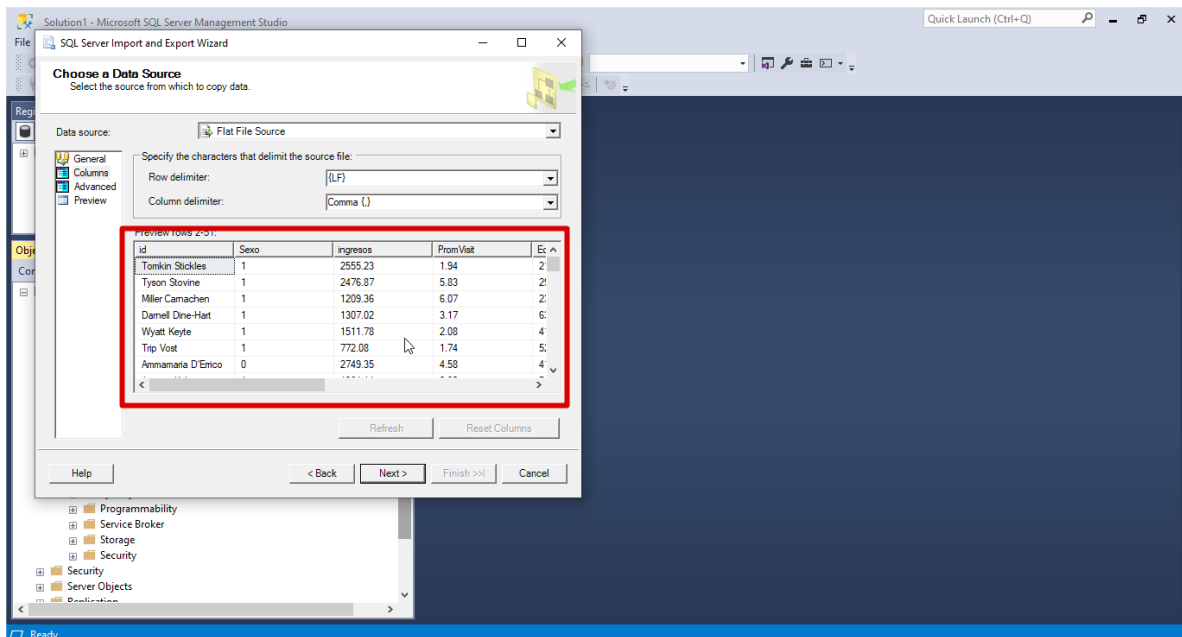 Solution1 - Microsoft SQL Server Management Studio
Quick Launch (Ctrl+Q)
File
SQL Server Import and Export Wizard
Choose a Data Source
Select the source from which to copy data.
Data source: Flat File Source
General
Columns
Advanced
Preview
Specify the characters that delimit the source file:
Row delimiter: {LF}
Column delimiter: Comma {,}
Preview rows 2-51:
id Sexo ingresos PromVisit
Tomkin Stickles 1 2555.23 1.94
Tyson Stovine 1 2476.87 5.83
Miller Camachen 1 1209.36 6.07
Darnell Dine-Hart 1 1307.02 3.17
Wyatt Keyte 1 1511.78 2.08
Trip Vost 1 772.08 1.74
Ammamaria D'Errico 0 2749.35 4.58
Refresh Reset Columns
Help < Back Next > Finish >>| Cancel
Programmability
Service Broker
Storage
Security
Security
Server Objects
Replication
Ready